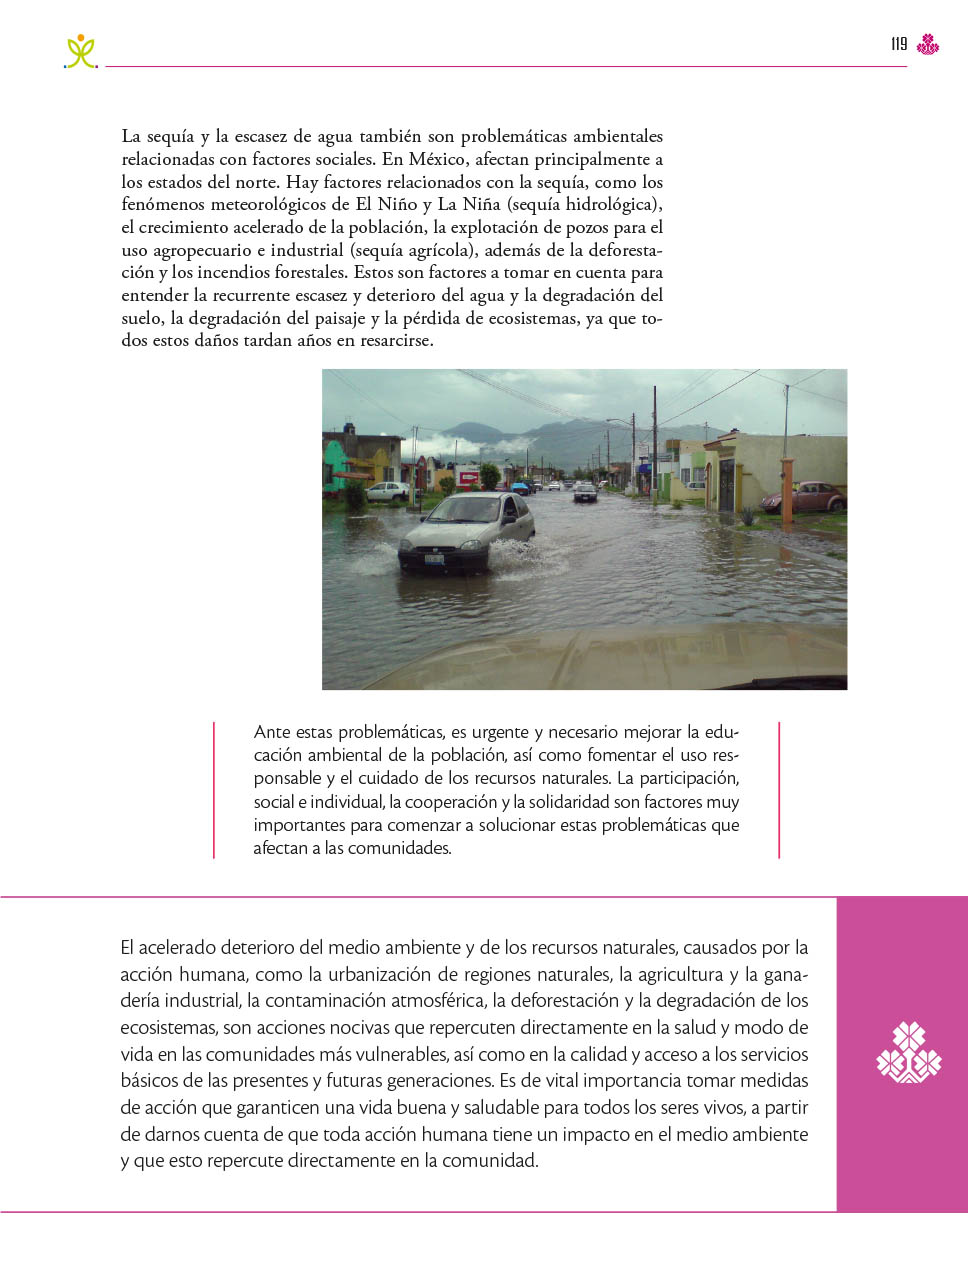 119
La sequía y la escasez de agua también son problemáticas ambientales
relacionadas con factores sociales. En México, afectan principalmente a
los estados del norte. Hay factores relacionados con la sequía, como los
fenómenos meteorológicos de El Niño y La Niña (sequía hidrológica),
el crecimiento acelerado de la población, la explotación de pozos para el
uso agropecuario e industrial (sequía agrícola), además de la deforesta-
ción y los incendios forestales. Estos son factores a tomar en cuenta para
entender la recurrente escasez y deterioro del agua y la degradación del
suelo, la degradación del paisaje y la pérdida de ecosistemas, ya que to-
dos estos daños tardan años en resarcirse.
Ante estas problemáticas, es urgente y necesario mejorar la edu-
cación ambiental de la población, así como fomentar el uso res-
ponsable y el cuidado de los recursos naturales. La participación,
social e individual, la cooperación y la solidaridad son factores muy
importantes para comenzar a solucionar estas problemáticas que
afectan a las comunidades.
El acelerado deterioro del medio ambiente y de los recursos naturales, causados por la
acción humana, como la urbanización de regiones naturales, la agricultura y la gana-
dería industrial, la contaminación atmosférica, la deforestación y la degradación de los
ecosistemas, son acciones nocivas que repercuten directamente en la salud y modo de
vida en las comunidades más vulnerables, así como en la calidad y acceso a los servicios
básicos de las presentes y futuras generaciones. Es de vital importancia tomar medidas
de acción que garanticen una vida buena y saludable para todos los seres vivos, a partir
de darnos cuenta de que toda acción humana tiene un impacto en el medio ambiente
y que esto repercute directamente en la comunidad.